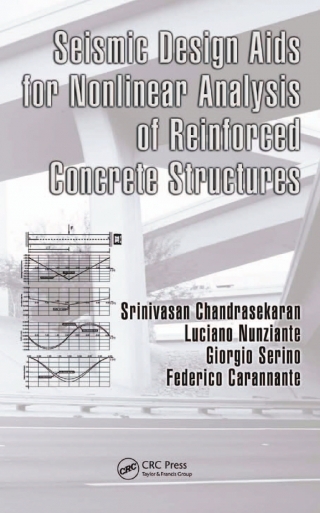 Seismic Design Aids
for Nonlinear Analysis
of Reinforced
Concrete Structures
Srinivasan Chandrasekaran
Luciano Nunziante
Giorgio Serino
Federico Carannante
CRC
CRC Press
Taylor & Francis Group